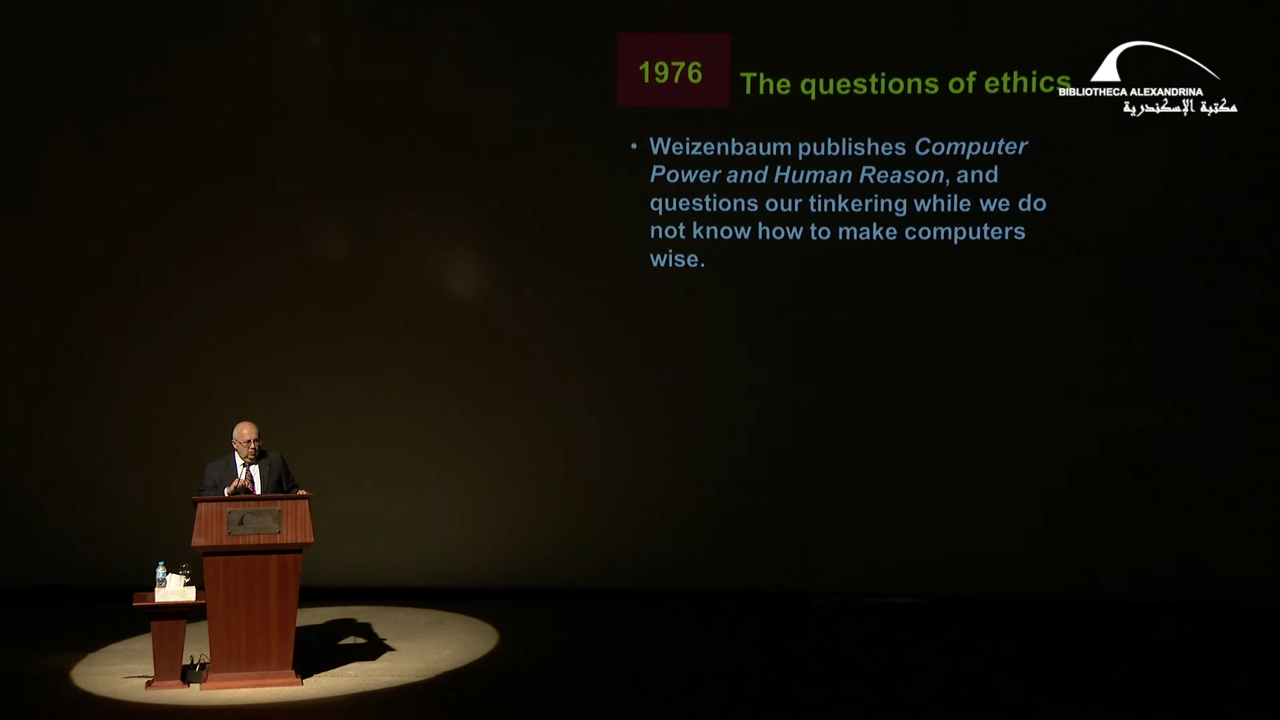 1976
The questions of ethics
BIBLIOTHECA ALEXANDRINA
مكتبة الإسكندرية
• Weizenbaum publishes Computer
Power and Human Reason, and
questions our tinkering while we do
not know how to make computers
wise.